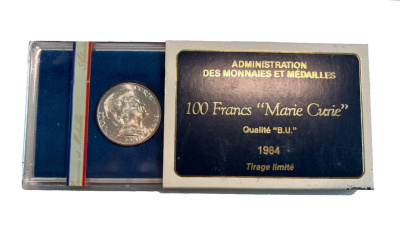 ADMINISTRATION
DES MONNAIES ET MÉDAILLES
100 Francs "Marie Curie"
Qualité "B.U."
1984
Tirage limité